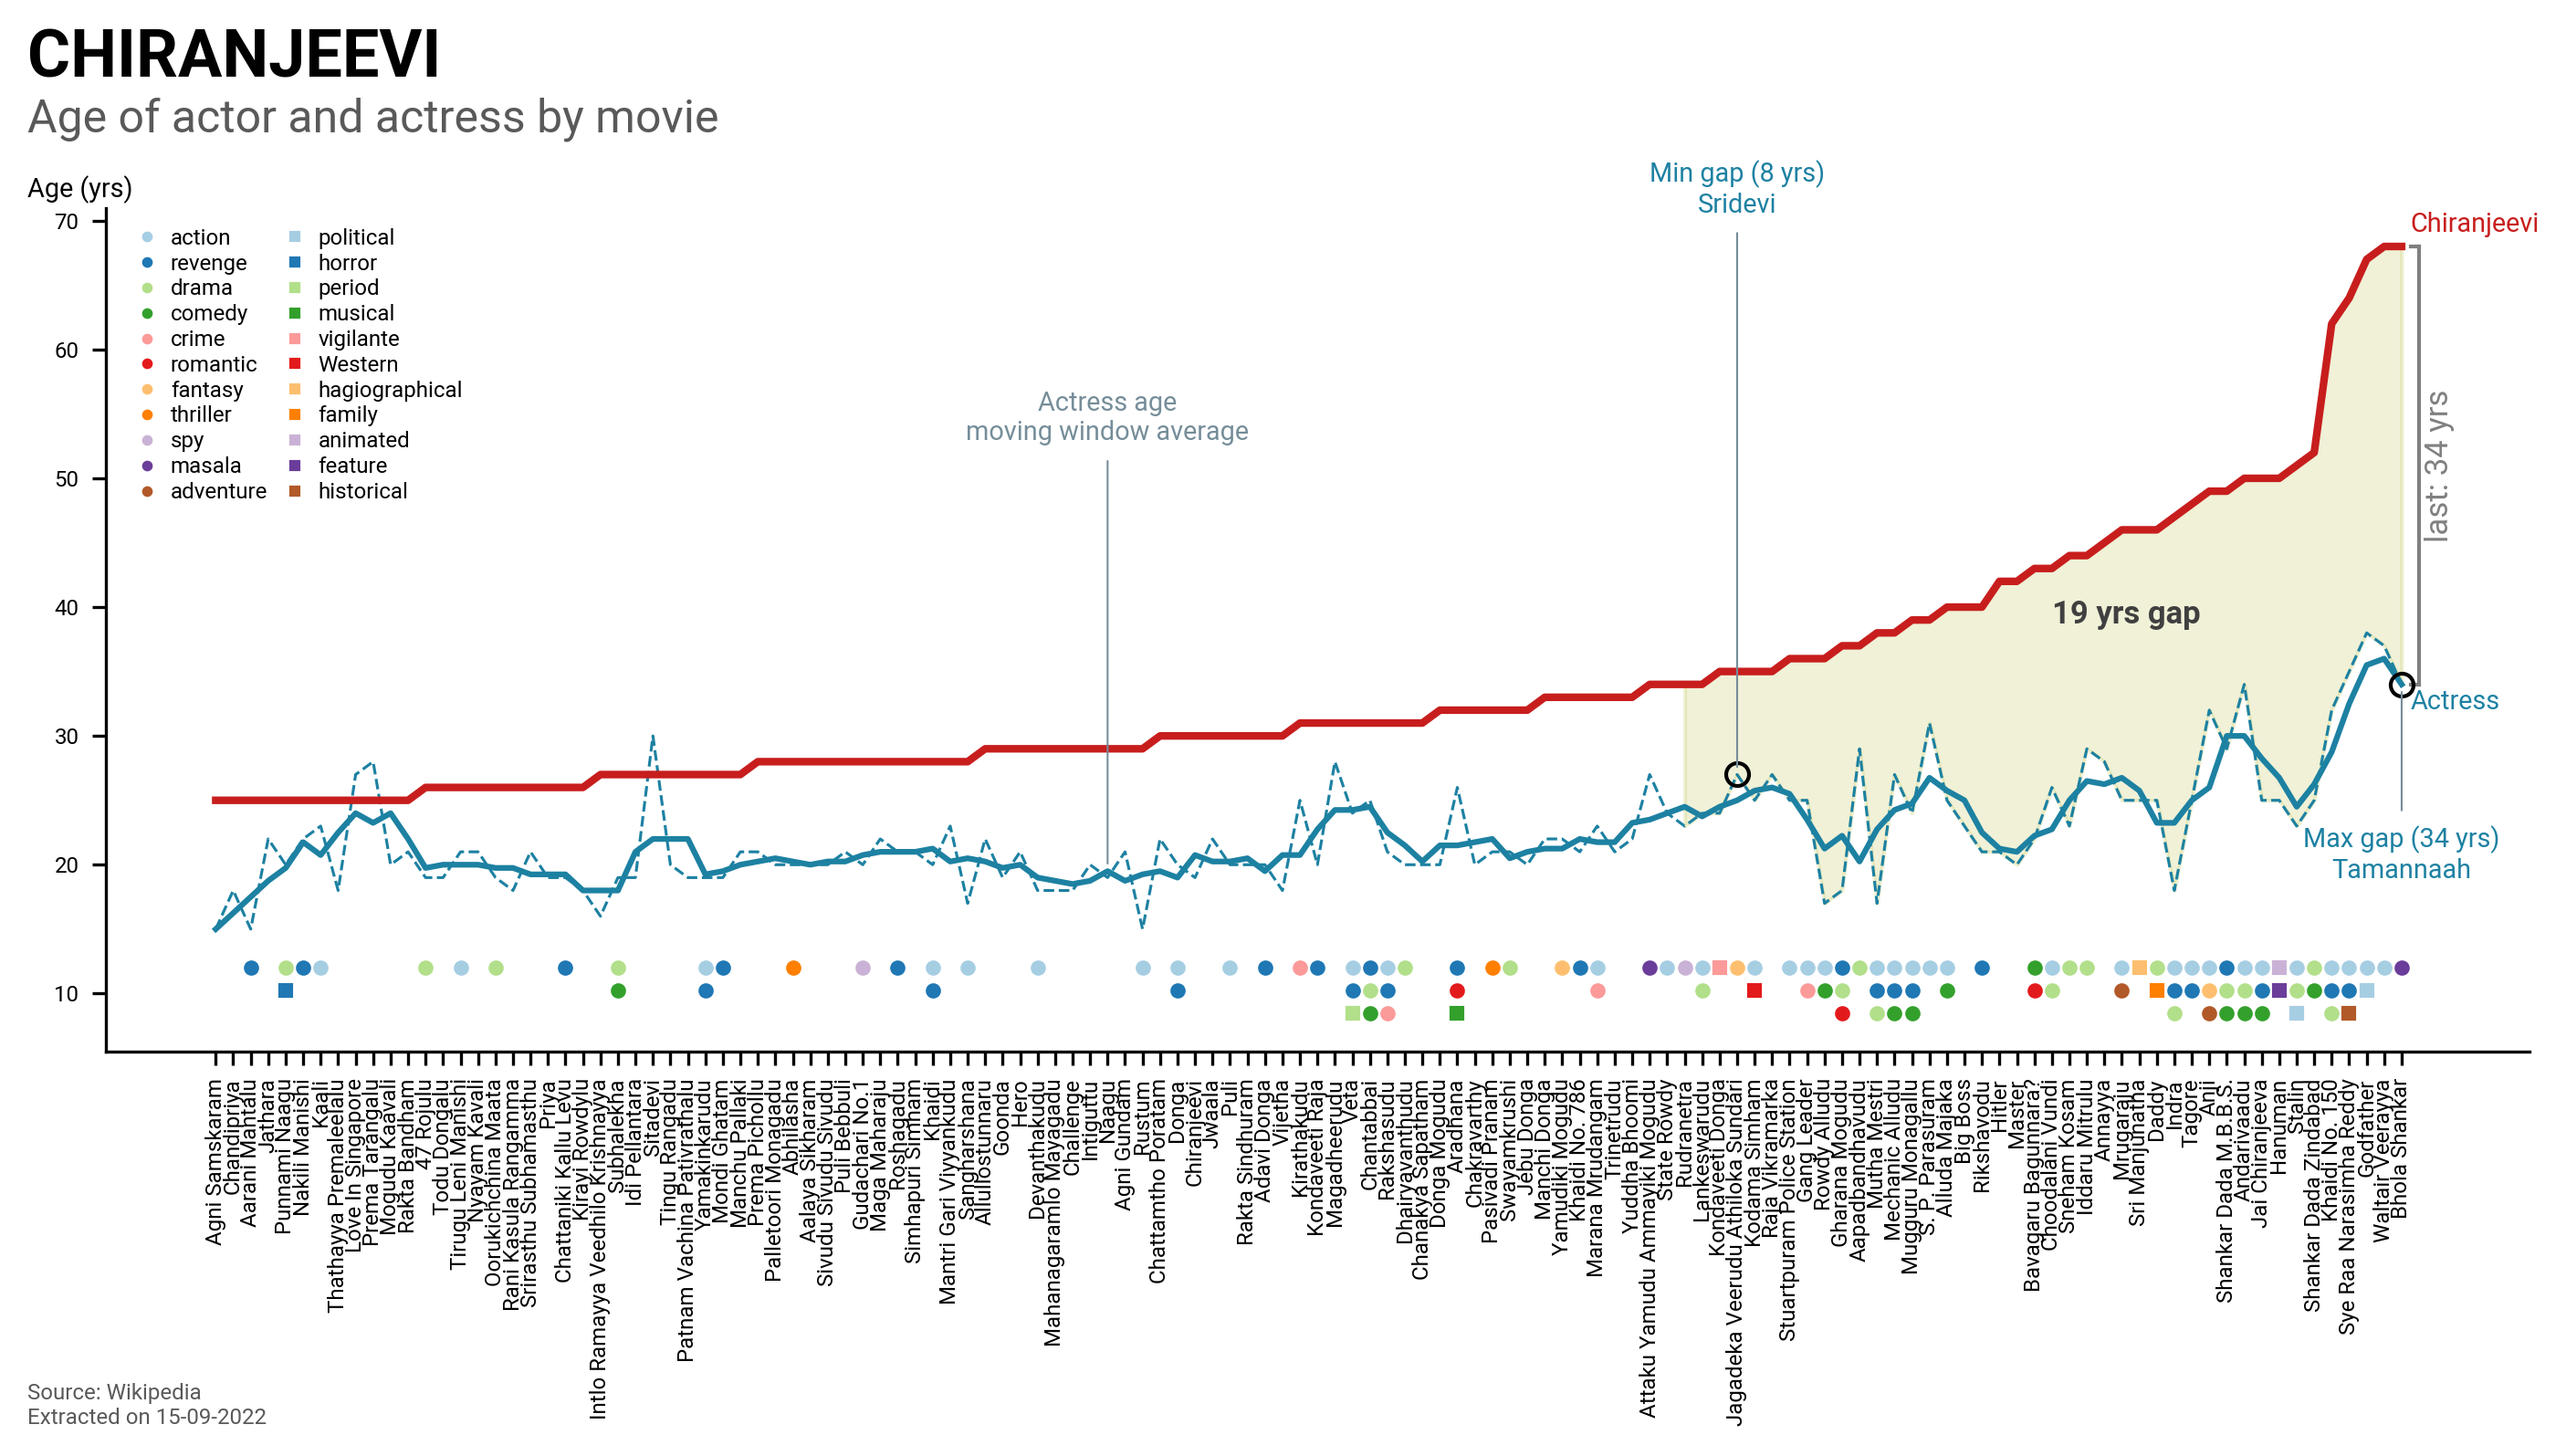 CHIRANJEEVI
Age of actor and actress by movie
Age (yrs)
70
60
50
40
30
20
10
action
revenge
drama
comedy
crime
romantic
fantasy
thriller
spy
masala
adventure
political
horror
period
musical
vigilante
Western
hagiographical
family
animated
feature
historical
Actress age
moving window average
Min gap (8 yrs)
Sridevi
Chiranjeevi
last: 34 yrs
19 yrs gap
Actress
Max gap (34 yrs)
Tamannaah
Agni Samskaram
Chandipriya
Aarani Mantalu
Jathara
Punnami Naagu
Nakili Manishi
Kaali
Thathayya Premaleelalu
Love In Singapore
Prema Tarangalu
Mogudu Kaavali
Rakta Bandham
47 Rojulu
Todu Dongalu
Tirugu Leni Manishi
Nyayam Kavali
Oorukichchina Maata
Rani Kasula Rangamma
Srirasthu Subhamasthu
Priya
Chattaniki Kallu Levu
Kirayi Rowdylu
Intlo Ramayya Veedhilo Krishnayya
Subhalekha
Idi Pellantara
Sitadevi
Tingu Rangadu
Patnam Vachina Pativrathalu
Yamakinkarudu
Mondi Ghatam
Manchu Pallaki
Prema Pichollu
Palletoori Monagadu
Abhilasha
Aalaya Sikharam
Sivudu Sivudu Sivudu
Puli Bebbuli
Gudachari No.1
Maga Maharaju
Roshagadu
Simhapuri Simham
Khaidi
Mantri Gari Viyyankudu
Sangharshana
Allullostunnaru
Goonda
Hero
Devanthakudu
Mahanagaramlo Mayagadu
Challenge
Intiguttu
Naagu
Agni Gundam
Rustum
Chattamtho Poratam
Donga
Chiranjeevi
Jwaala
Puli
Rakta Sindhuram
Adavi Donga
Vijetha
Kirathakudu
Kondaveeti Raja
Magadheerudu
Veta
Chantabbai
Rakshasudu
Dhairyavanthudu
Chanakya Sapatham
Donga Mogudu
Aradhana
Chakravarthy
Pasivadi Pranam
Swayamkrushi
Jebu Donga
Manchi Donga
Yamudiki Mogudu
Khaidi No. 786
Marana Mrudangam
Trinetrudu
Yuddha Bhoomi
Attaku Yamudu Ammayiki Mogudu
State Rowdy
Rudranetra
Lankeswarudu
Kondaveeti Donga
Jagadeka Veerudu Athiloka Sundari
Kodama Simham
Raja Vikramarka
Stuartpuram Police Station
Gang Leader
Rowdy Alludu
Gharana Mogudu
Aapadbandhavudu
Mutha Mestri
Mechanic Alludu
Mugguru Monagallu
S. P. Parasuram
Alluda Majaka
Big Boss
Rikshavodu
Hitler
Master
Bavagaru Bagunnara?
Choodalani Vundi
Sneham Kosam
Iddaru Mitrulu
Annayya
Mrugaraju
Sri Manjunatha
Daddy
Indra
Tagore
Anji
Shankar Dada M.B.B.S.
Andarivaadu
Jai Chiranjeeva
Hanuman
Stalin
Shankar Dada Zindabad
Khaidi No. 150
Sye Raa Narasimha Reddy
Godfather
Waltair Veerayya
Bhola Shankar
Source: Wikipedia
Extracted on 15-09-2022